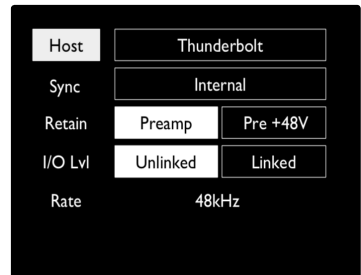 Host Thunderbolt
Sync Internal
Retain Preamp Pre +48V
I/O Lvl Unlinked Linked
Rate 48kHz